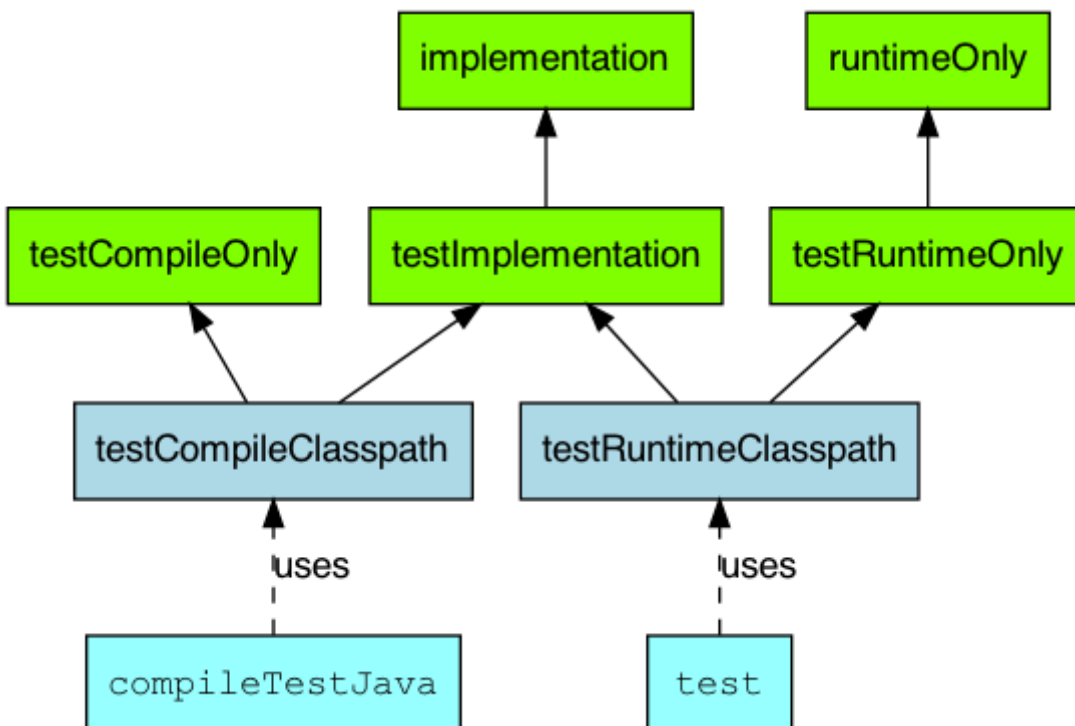 implementation
runtimeOnly
testCompileOnly
testImplementation
testRuntimeOnly
testCompileClasspath
testRuntimeClasspath
uses
uses
compileTestJava
test